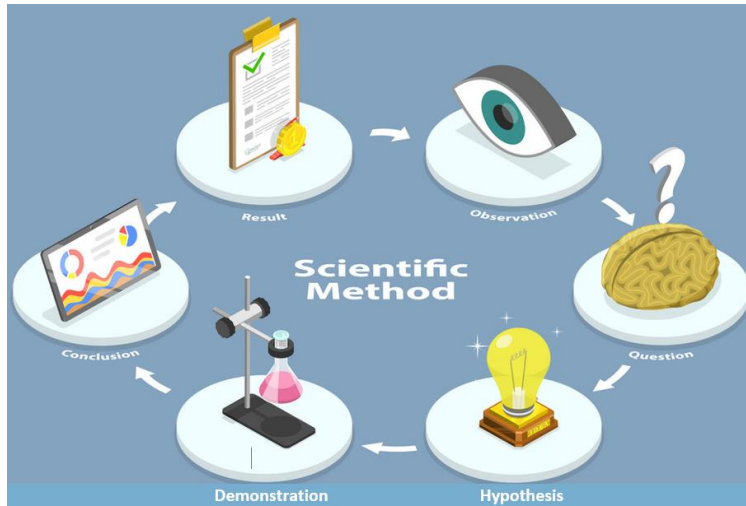 Result
Observation
Scientific
Method
Conclusion
Question
Demonstration
Hypothesis